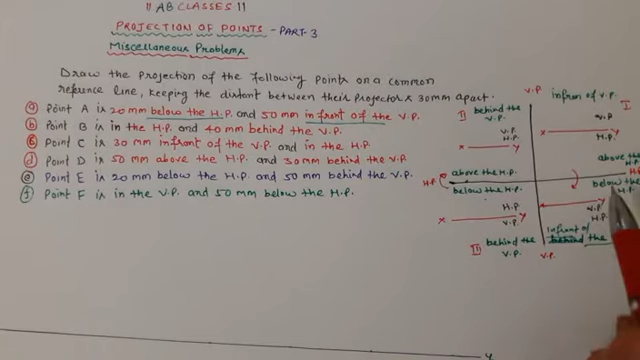 11 AB CLASSES 11
PROJECTION OF POINTS - PART-3
Miscellaneous Problems
Draw the Projection of the following Points on a common
reference line, keeping the distant between their projectors 30mm apart.
(a) Point A is 20 mm below the H.P. and 50 mm in front of the V.P.
(b) Point B is in the H.P. and 40 mm behind the V.P.
(c) Point C is 30 mm infront of the V.P and in the H.P.
(d) Point D is 50 mm above the H.P. and 30 mm behind the V.P.
(e) Point E is 20 mm below the H.P. and 50 mm behind the V.P.
(f) Point F is in the V.P. and 50 mm below the H.P.
V.P
infron of V.P. I
II behind the
V.P.
V.P
H.P.
X Y
V.P
X Y
H.P.
above the H.P.
above the
H.P.
H.P.
H.P
below the H.P.
below the
H.P.
H.P
X Y
V.P
Y
V.P.
H.P.
III behind the
V.P.
infront of
behind the
V.P.
Y